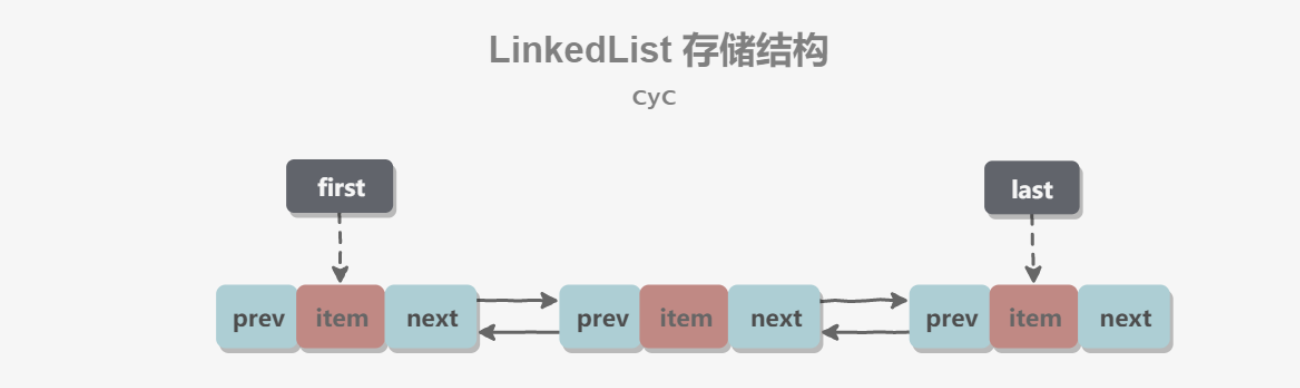 LinkedList 存储结构
CyC
first last
prev item next prev item next prev item next